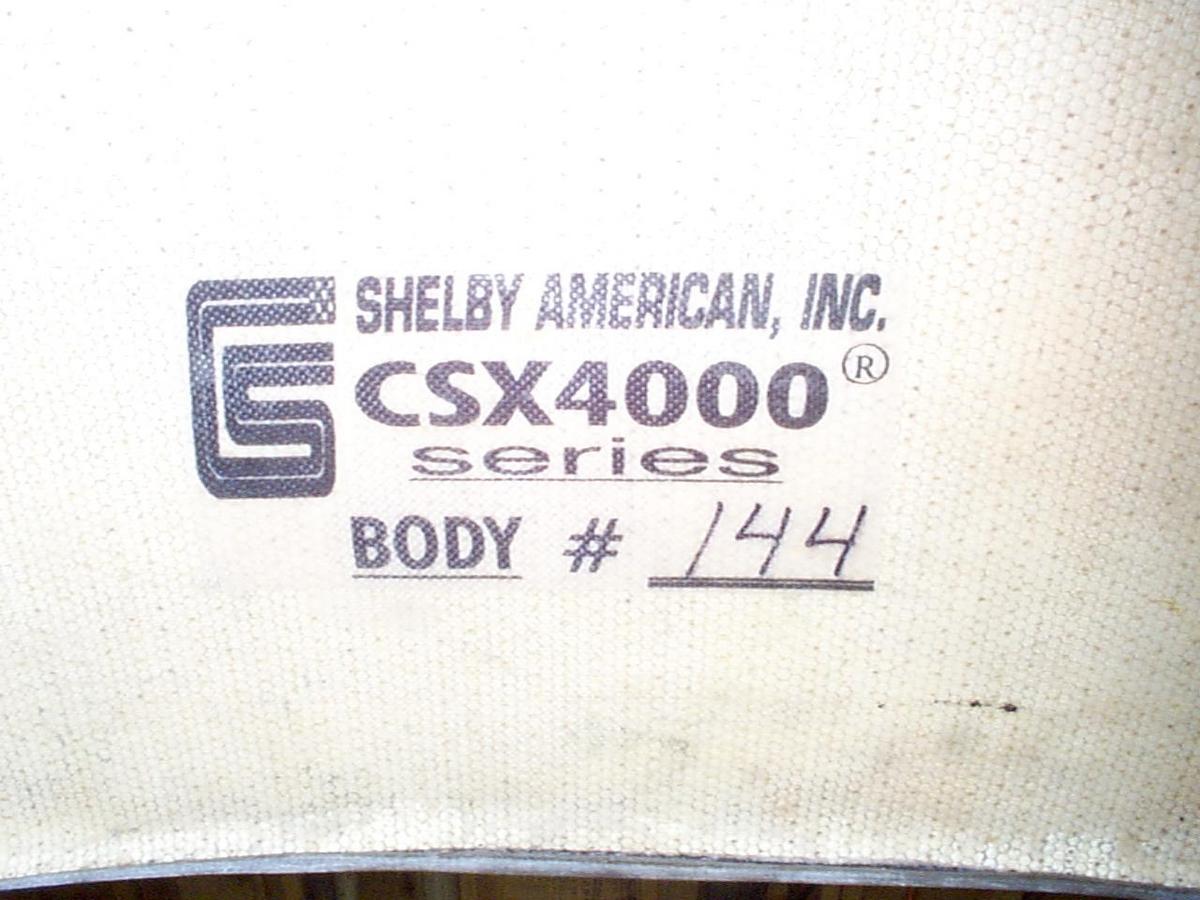 SHELBY AMERICAN, INC.
CSX4000®
series
BODY # 144